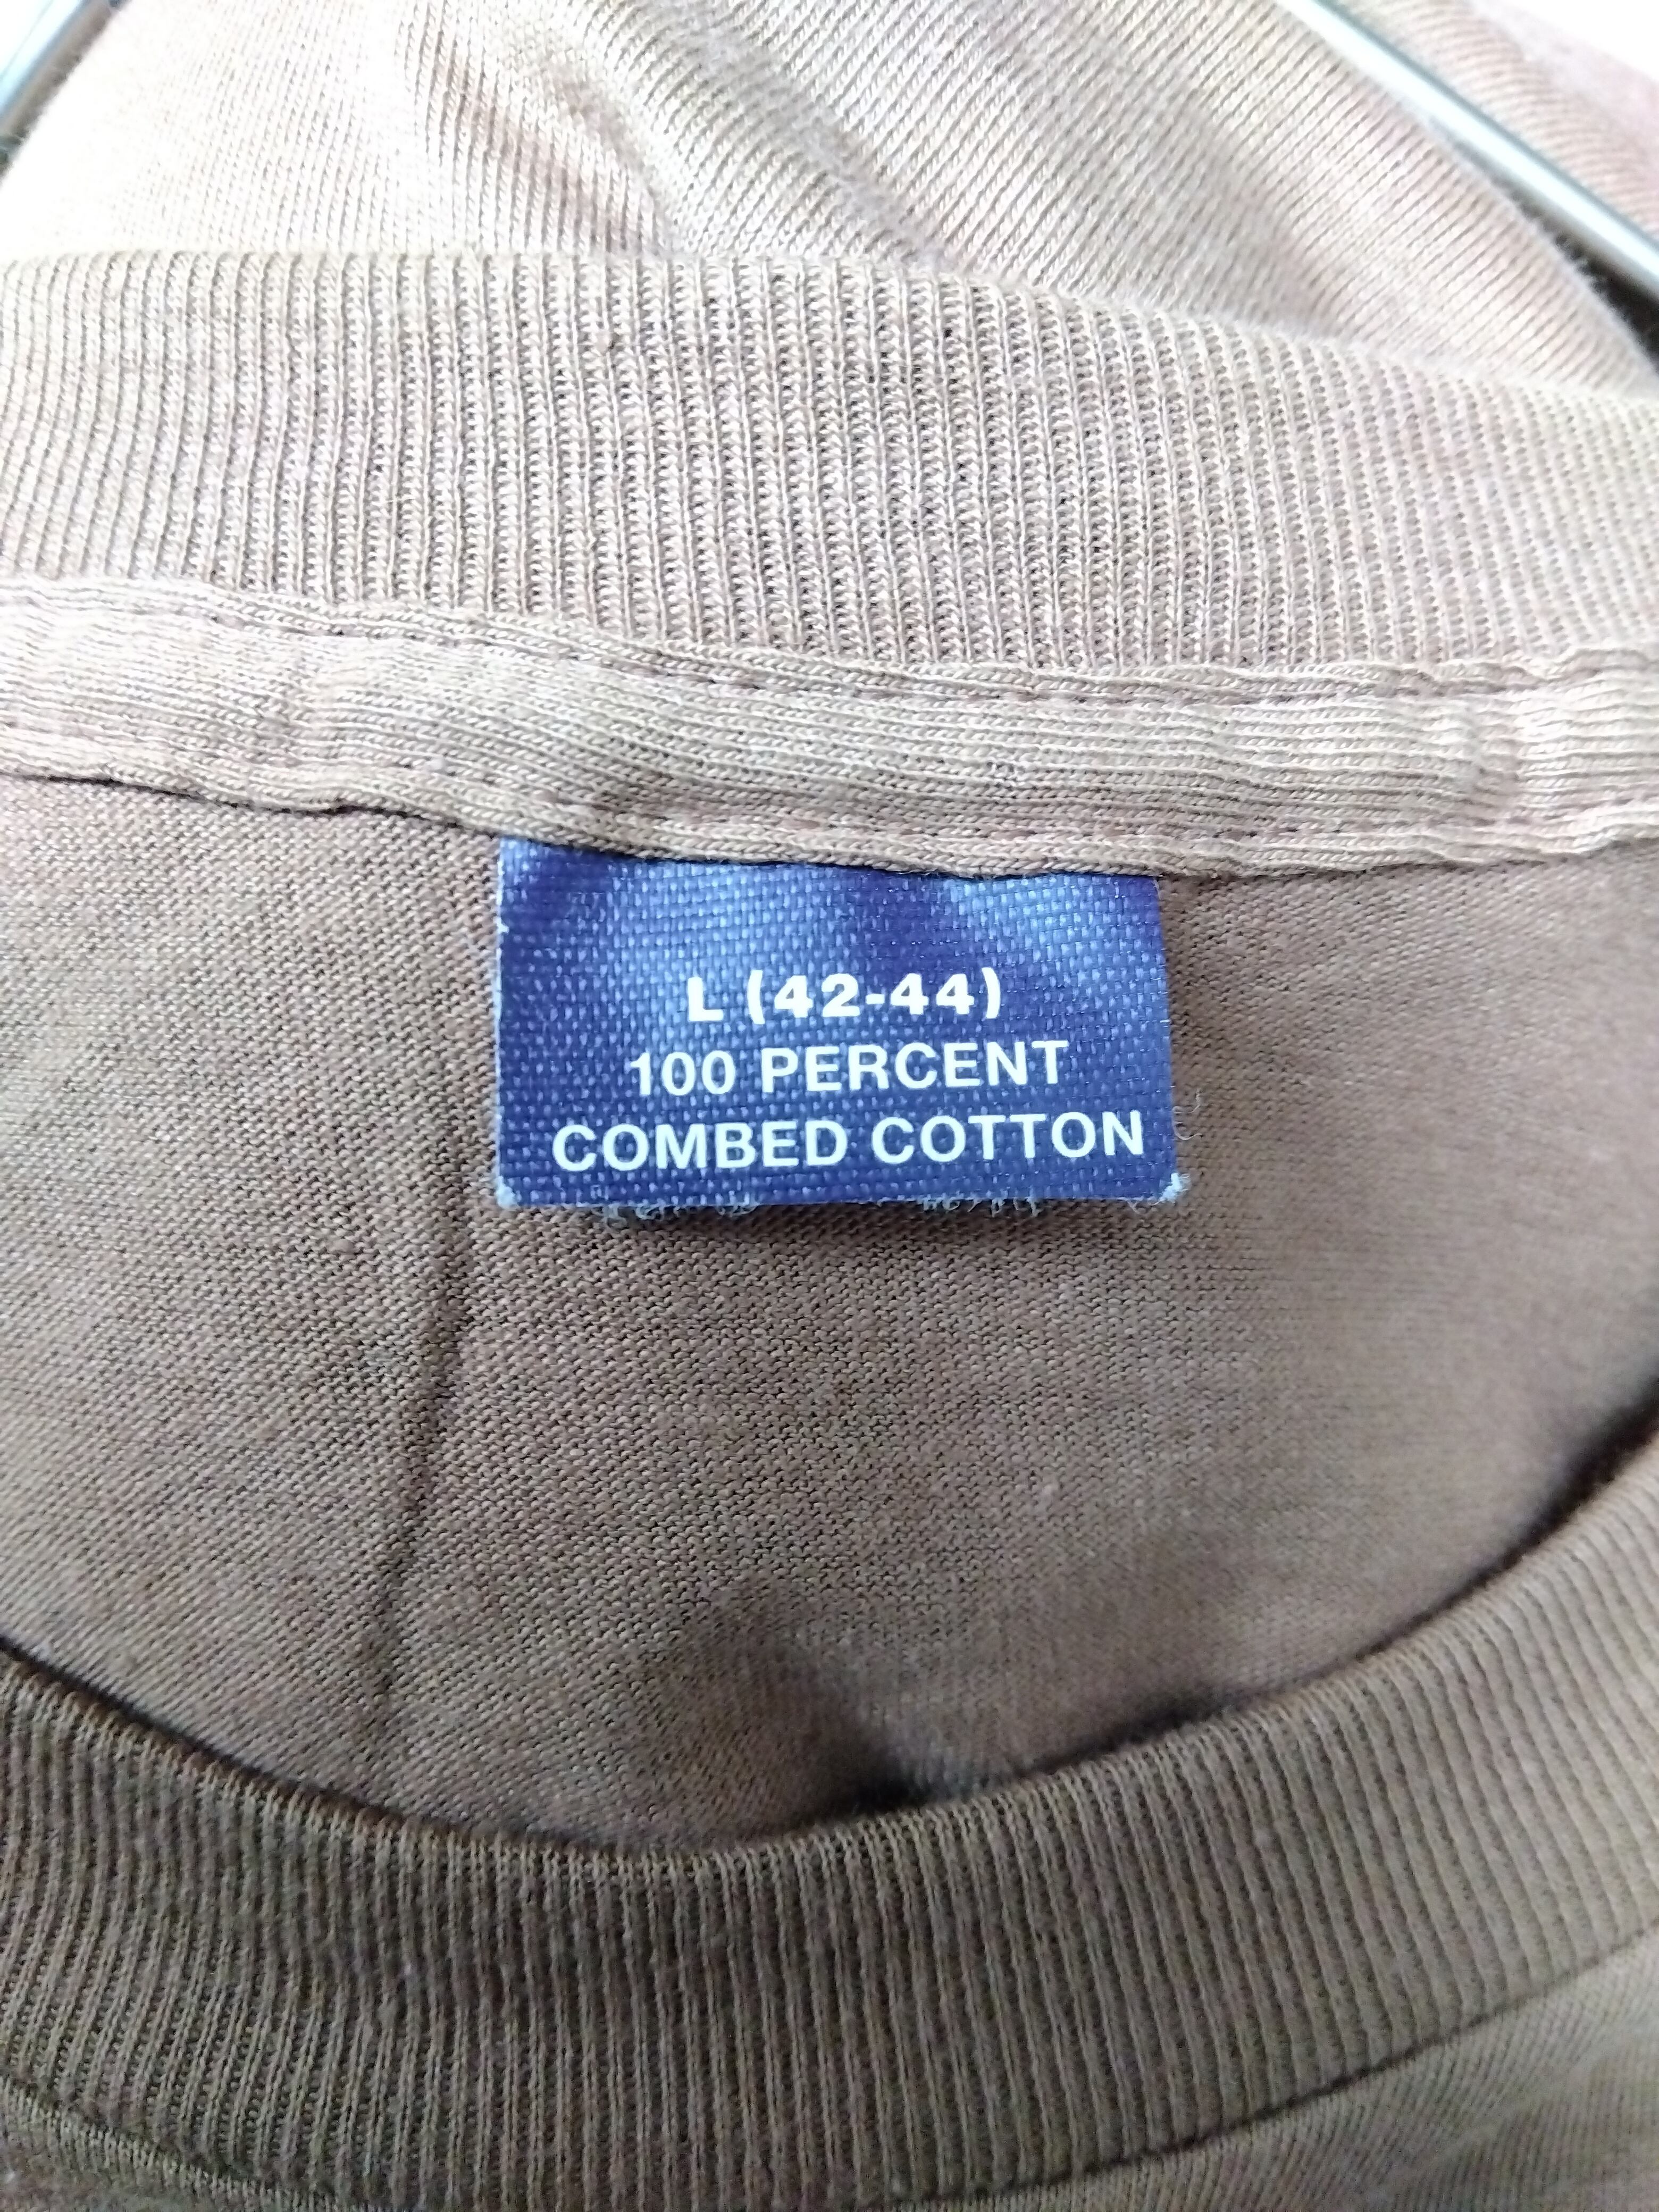 L (42-44)
100 PERCENT
COMBED COTTON